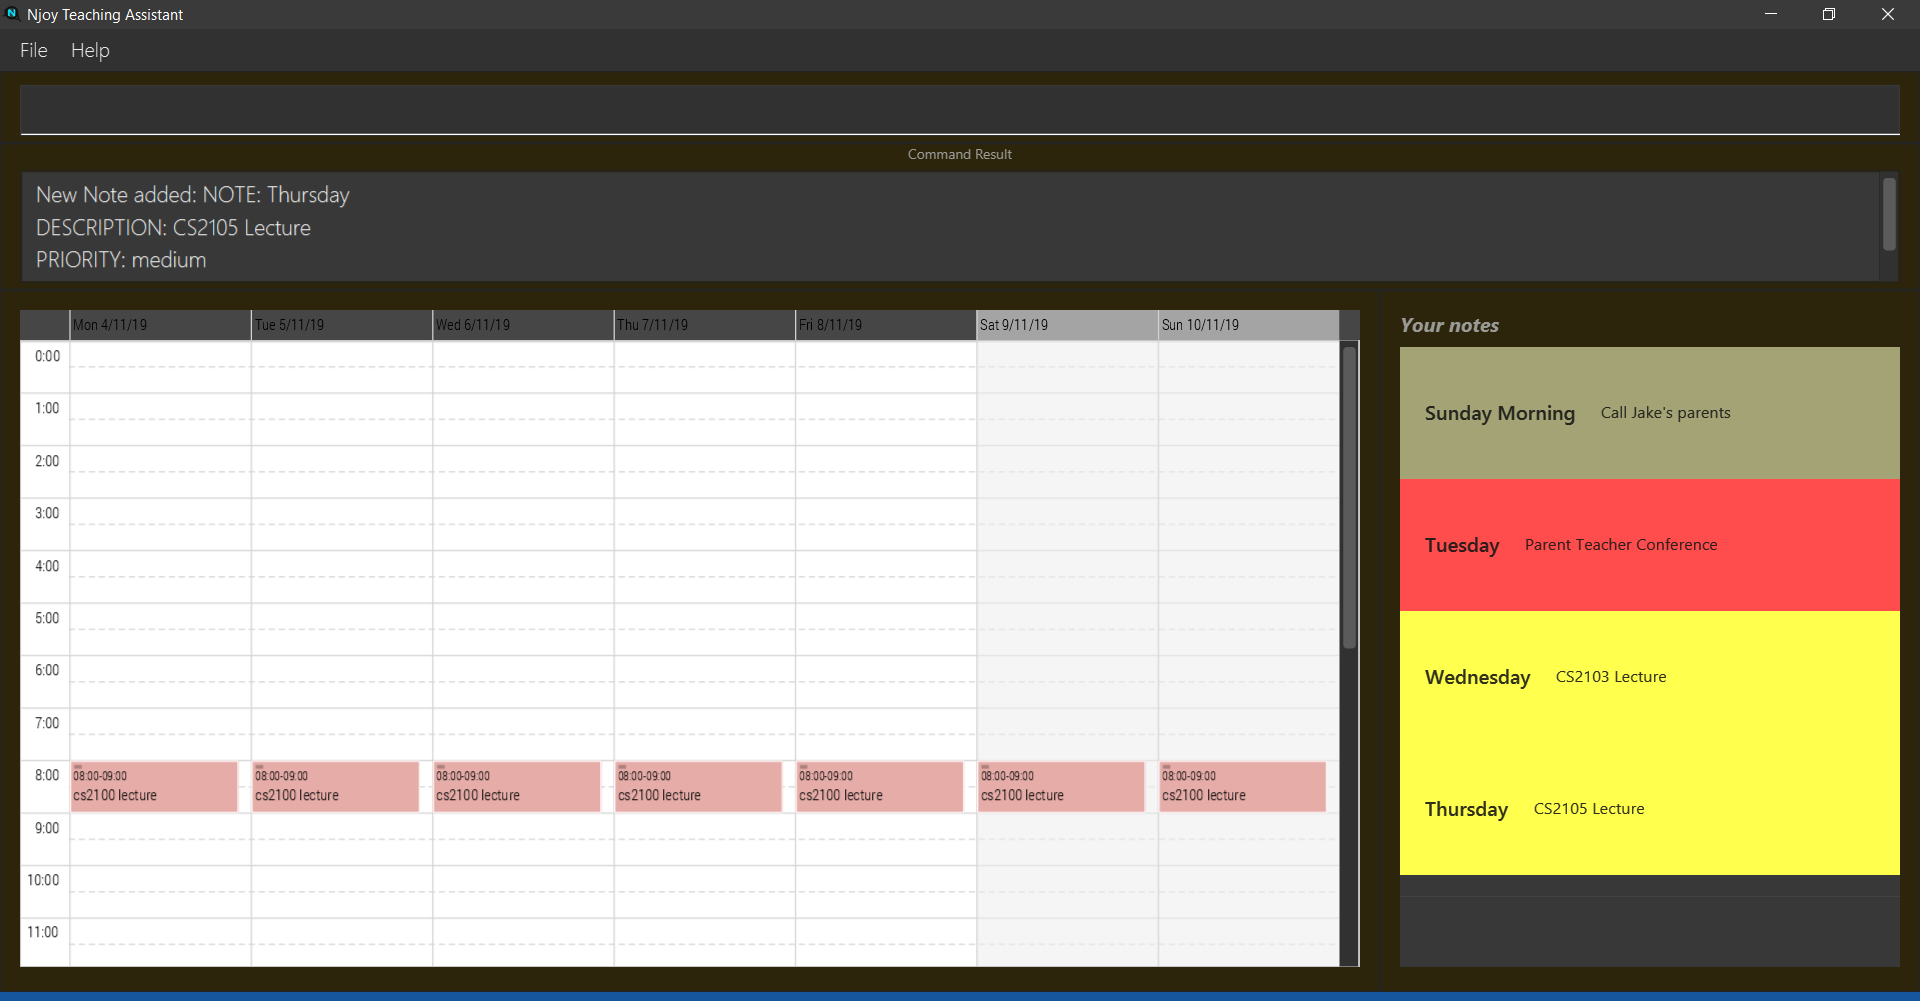 N Njoy Teaching Assistant
File Help
Command Result
New Note added: NOTE: Thursday
DESCRIPTION: CS2105 Lecture
PRIORITY: medium
Mon 4/11/19 Tue 5/11/19 Wed 6/11/19 Thu 7/11/19 Fri 8/11/19 Sat 9/11/19 Sun 10/11/19
0:00
1:00
2:00
3:00
4:00
5:00
6:00
7:00
8:00
08:00-09:00 08:00-09:00 08:00-09:00 08:00-09:00 08:00-09:00 08:00-09:00 08:00-09:00
cs2100 lecture cs2100 lecture cs2100 lecture cs2100 lecture cs2100 lecture cs2100 lecture cs2100 lecture
9:00
10:00
11:00
Your notes
Sunday Morning Call Jake's parents
Tuesday Parent Teacher Conference
Wednesday CS2103 Lecture
Thursday CS2105 Lecture